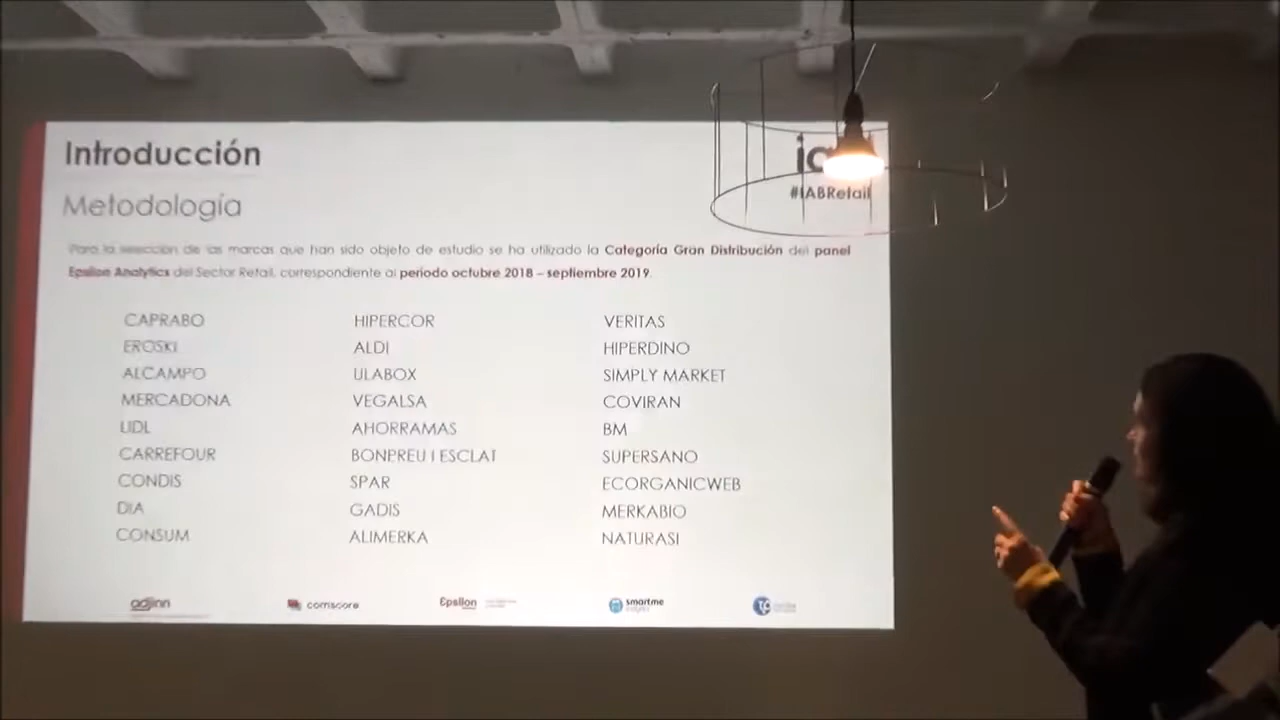 Introducción
Metodología
#IABRetail
Para la selección de las marcas que han sido objeto de estudio se ha utilizado la Categoría Gran Distribución del panel
Epsilon Analytics del Sector Retail, correspondiente al periodo octubre 2018 – septiembre 2019.
CAPRABO
EROSKI
ALCAMPO
MERCADONA
LIDL
CARREFOUR
CONDIS
DIA
CONSUM
HIPERCOR
ALDI
ULABOX
VEGALSA
AHORRAMAS
BONPREU I ESCLAT
SPAR
GADIS
ALIMERKA
VERITAS
HIPERDINO
SIMPLY MARKET
COVIRAN
BM
SUPERSANO
ECORGANICWEB
MERKABIO
NATURASI
adjinn
comscore
Epsilon
smartme